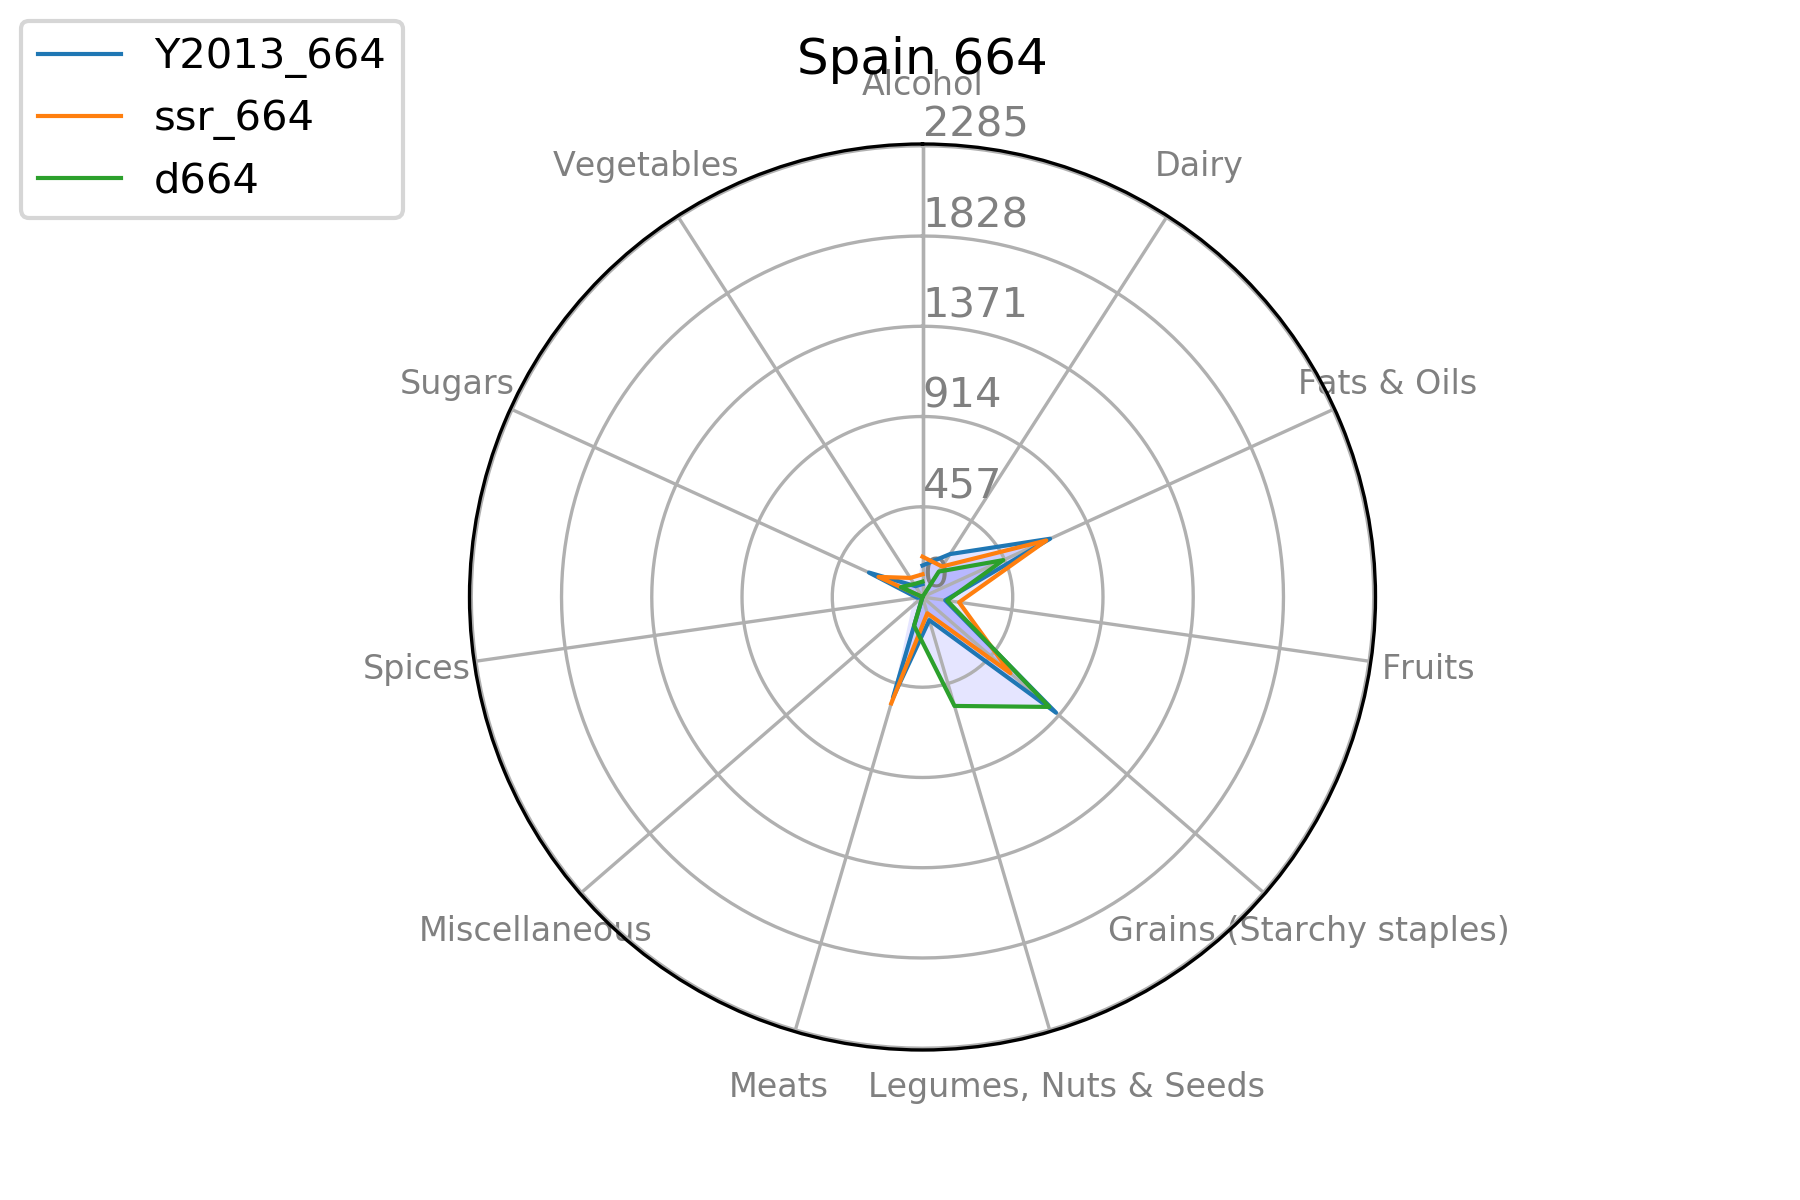 Y2013_664
ssr_664
d664
Spain 664
Alcohol
2285
Vegetables
Dairy
1828
1371
Sugars
Fats & Oils
914
457
0
Spices
Fruits
Miscellaneous
Grains (Starchy staples)
Meats
Legumes, Nuts & Seeds